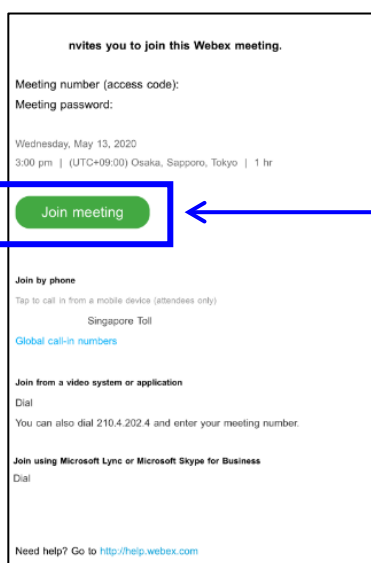 nvites you to join this Webex meeting.
Meeting number (access code):
Meeting password:
Wednesday, May 13, 2020
3:00 pm | (UTC+09:00) Osaka, Sapporo, Tokyo | 1 hr
Join meeting
Join by phone
Tap to call in from a mobile device (attendees only)
Singapore Toll
Global call-in numbers
Join from a video system or application
Dial
You can also dial 210.4.202.4 and enter your meeting number.
Join using Microsoft Lync or Microsoft Skype for Business
Dial
Need help? Go to http://help.webex.com